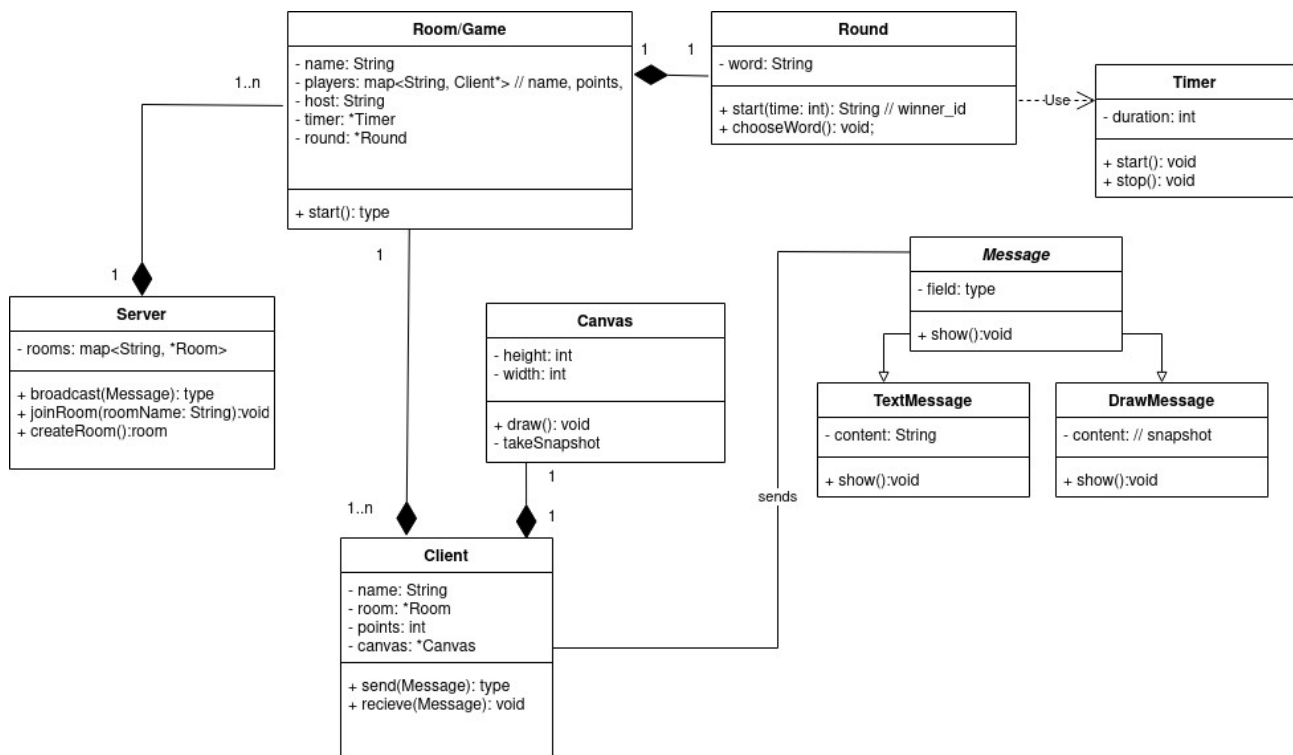 Room/Game
- name: String
- players: map<String, Client*> // name, points,
- host: String
- timer: *Timer
- round: *Round
+ start(): type
1
1
Round
- word: String
+ start(time: int): String // winner_id
+ chooseWord(): void;
Use
Timer
- duration: int
+ start(): void
+ stop(): void
1..n
1
Server
- rooms: map<String, *Room>
+ broadcast(Message): type
+ joinRoom(roomName: String):void
+ createRoom():room
1
1..n
Canvas
- height: int
- width: int
+ draw(): void
- takeSnapshot
1
1
Client
- name: String
- room: *Room
- points: int
- canvas: *Canvas
+ send(Message): type
+ recieve(Message): void
sends
Message
- field: type
+ show():void
TextMessage
- content: String
+ show():void
DrawMessage
- content: // snapshot
+ show():void